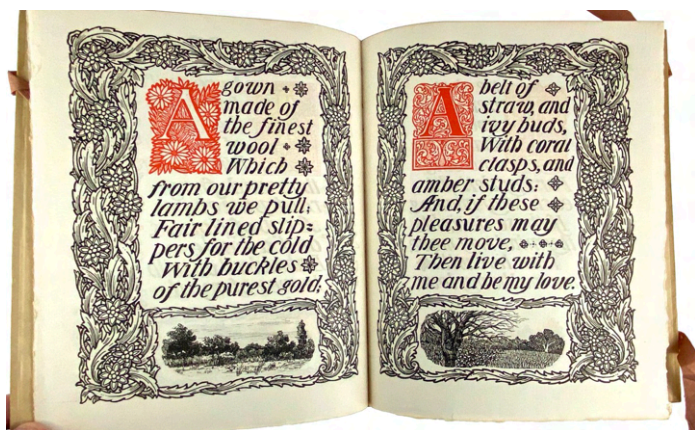 A gown
made of
the finest
wool
Which
from our pretty
lambs we pull;
Fair lined slip=
pers for the cold
With buckles
of the purest gold;
A belt of
straw, and
ivy buds,
With coral
clasps, and
amber studs:
And, if these
pleasures may
thee move,
Then live with
me and be my love.